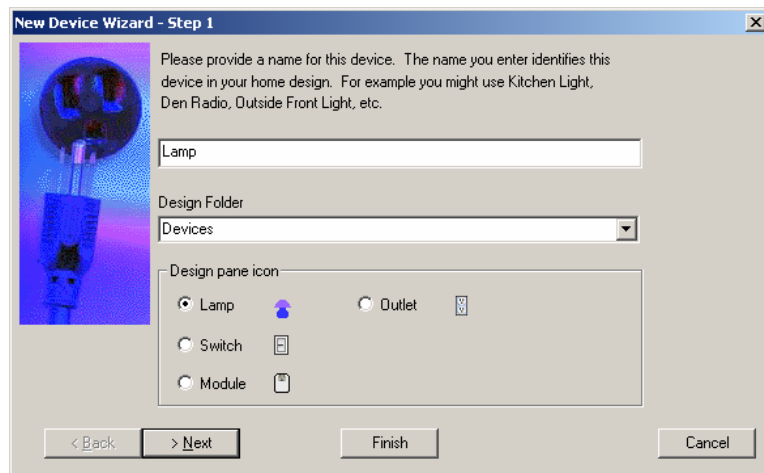 New Device Wizard - Step 1
Please provide a name for this device. The name you enter identifies this
device in your home design. For example you might use Kitchen Light,
Den Radio, Outside Front Light, etc.
Lamp
Design Folder
Devices
Design pane icon
Lamp
Outlet
Switch
Module
< Back
> Next
Finish
Cancel